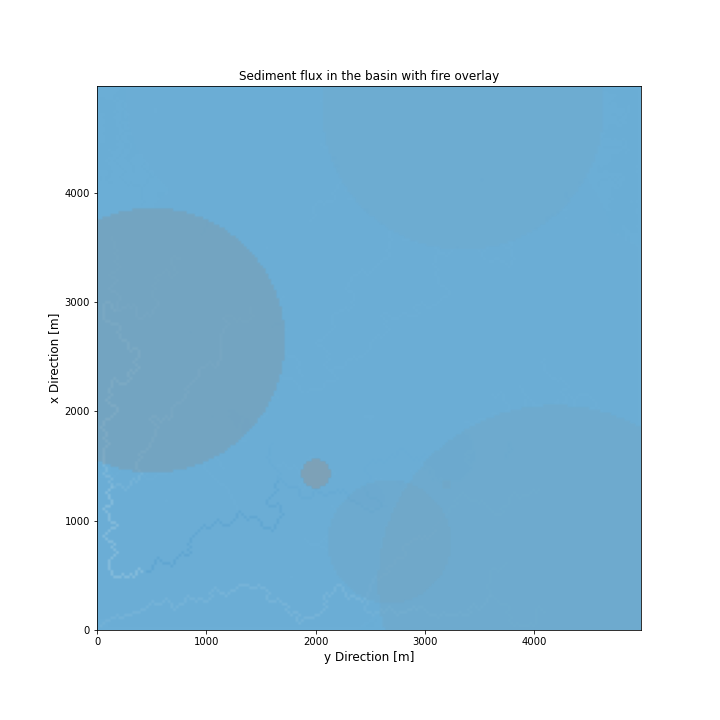 Sediment flux in the basin with fire overlay
x Direction [m]
4000
3000
2000
1000
0
0 1000 2000 3000 4000
y Direction [m]